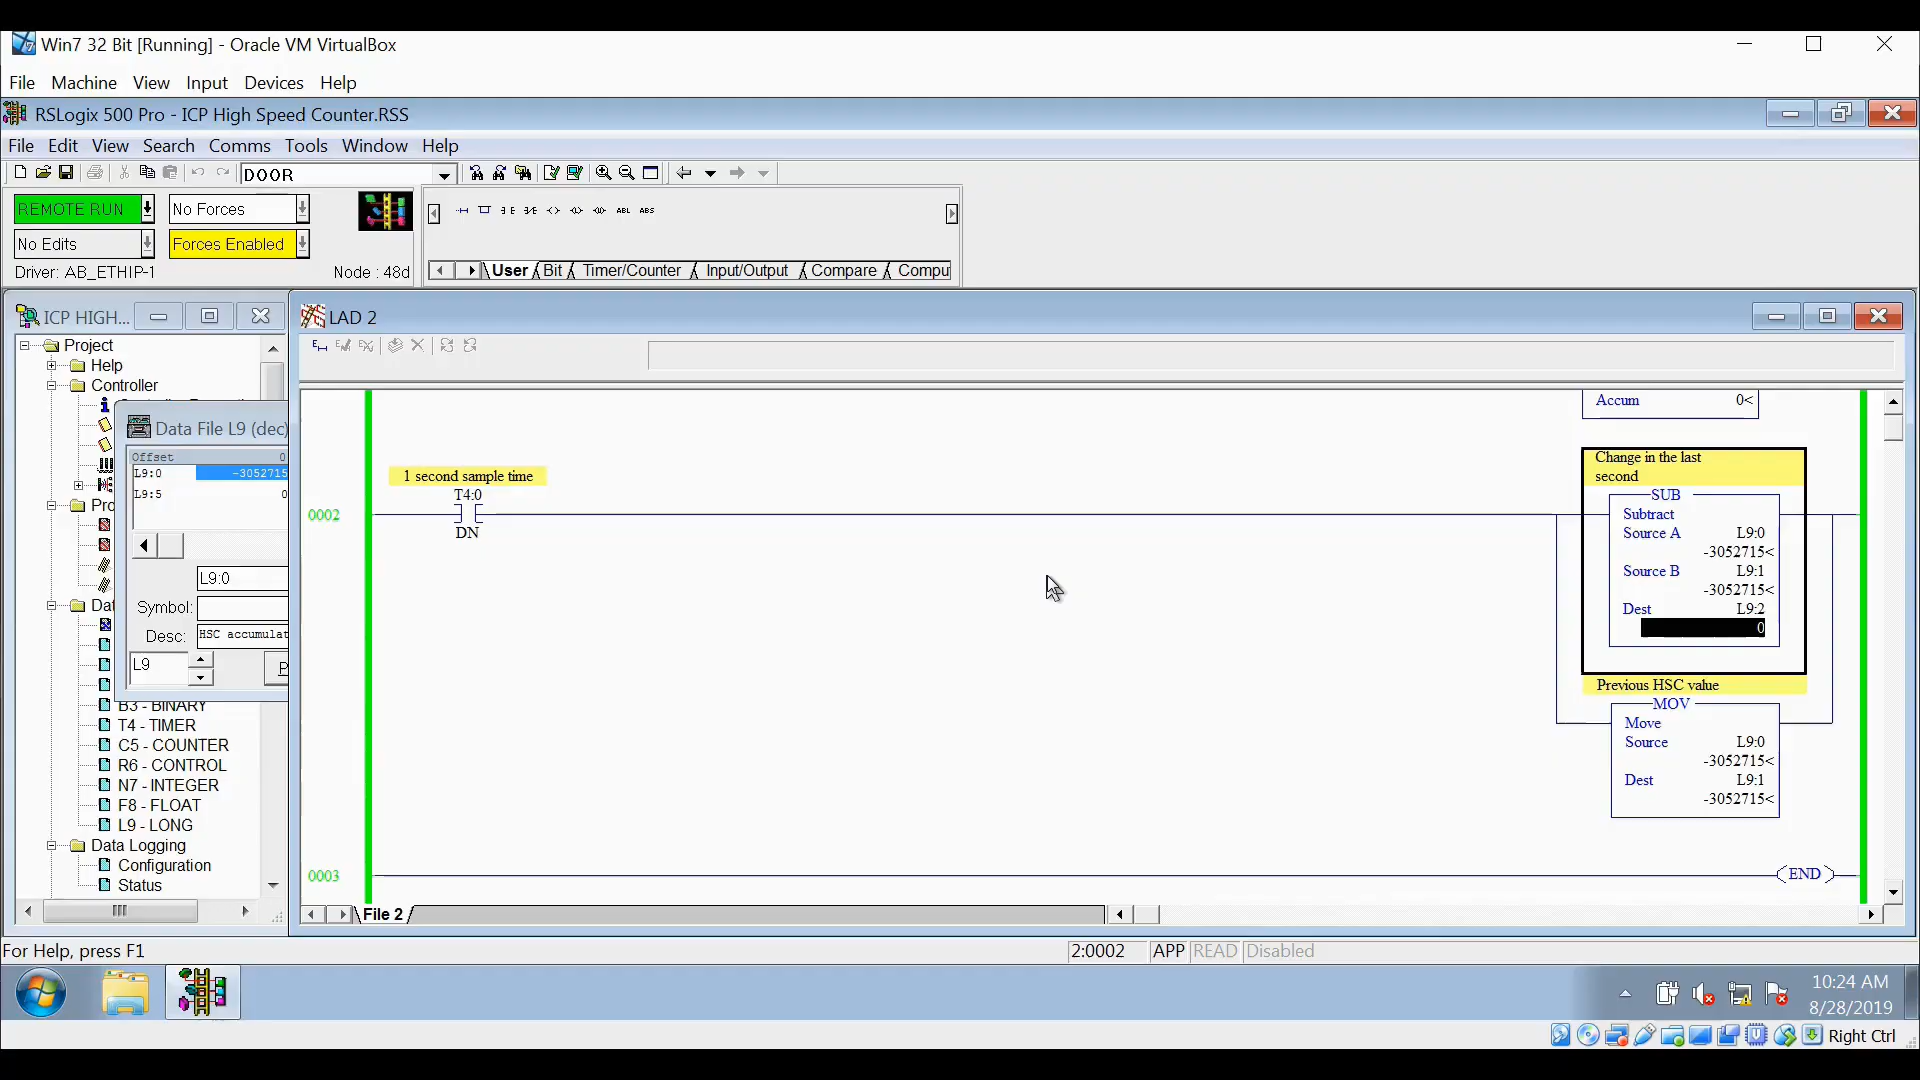 Win7 32 Bit [Running] - Oracle VM VirtualBox
File Machine View Input Devices Help
RSLogix 500 Pro - ICP High Speed Counter.RSS
File Edit View Search Comms Tools Window Help
DOOR
REMOTE RUN No Forces
No Edits Forces Enabled
Driver: AB_ETHIP-1 Node : 48d
ABL ABS
User Bit Timer/Counter Input/Output Compare Compu
ICP HIGH...
Project
Help
Controller
Data File L9 (dec)
Offset 0
L9:0 -3052715
L9:5 0
L9:0
Symbol:
Desc: HSC accumulat
L9 P
Pro
Dat
B3 - BINARY
T4 - TIMER
C5 - COUNTER
R6 - CONTROL
N7 - INTEGER
F8 - FLOAT
L9 - LONG
Data Logging
Configuration
Status
LAD 2
Accum 0<
1 second sample time
T4:0
0002
DN
Change in the last
second
SUB
Subtract
Source A L9:0
-3052715<
Source B L9:1
-3052715<
Dest L9:2
0
Previous HSC value
MOV
Move
Source L9:0
-3052715<
Dest L9:1
-3052715<
0003
END
File 2
For Help, press F1
2:0002 APP READ Disabled
10:24 AM
8/28/2019
Right Ctrl